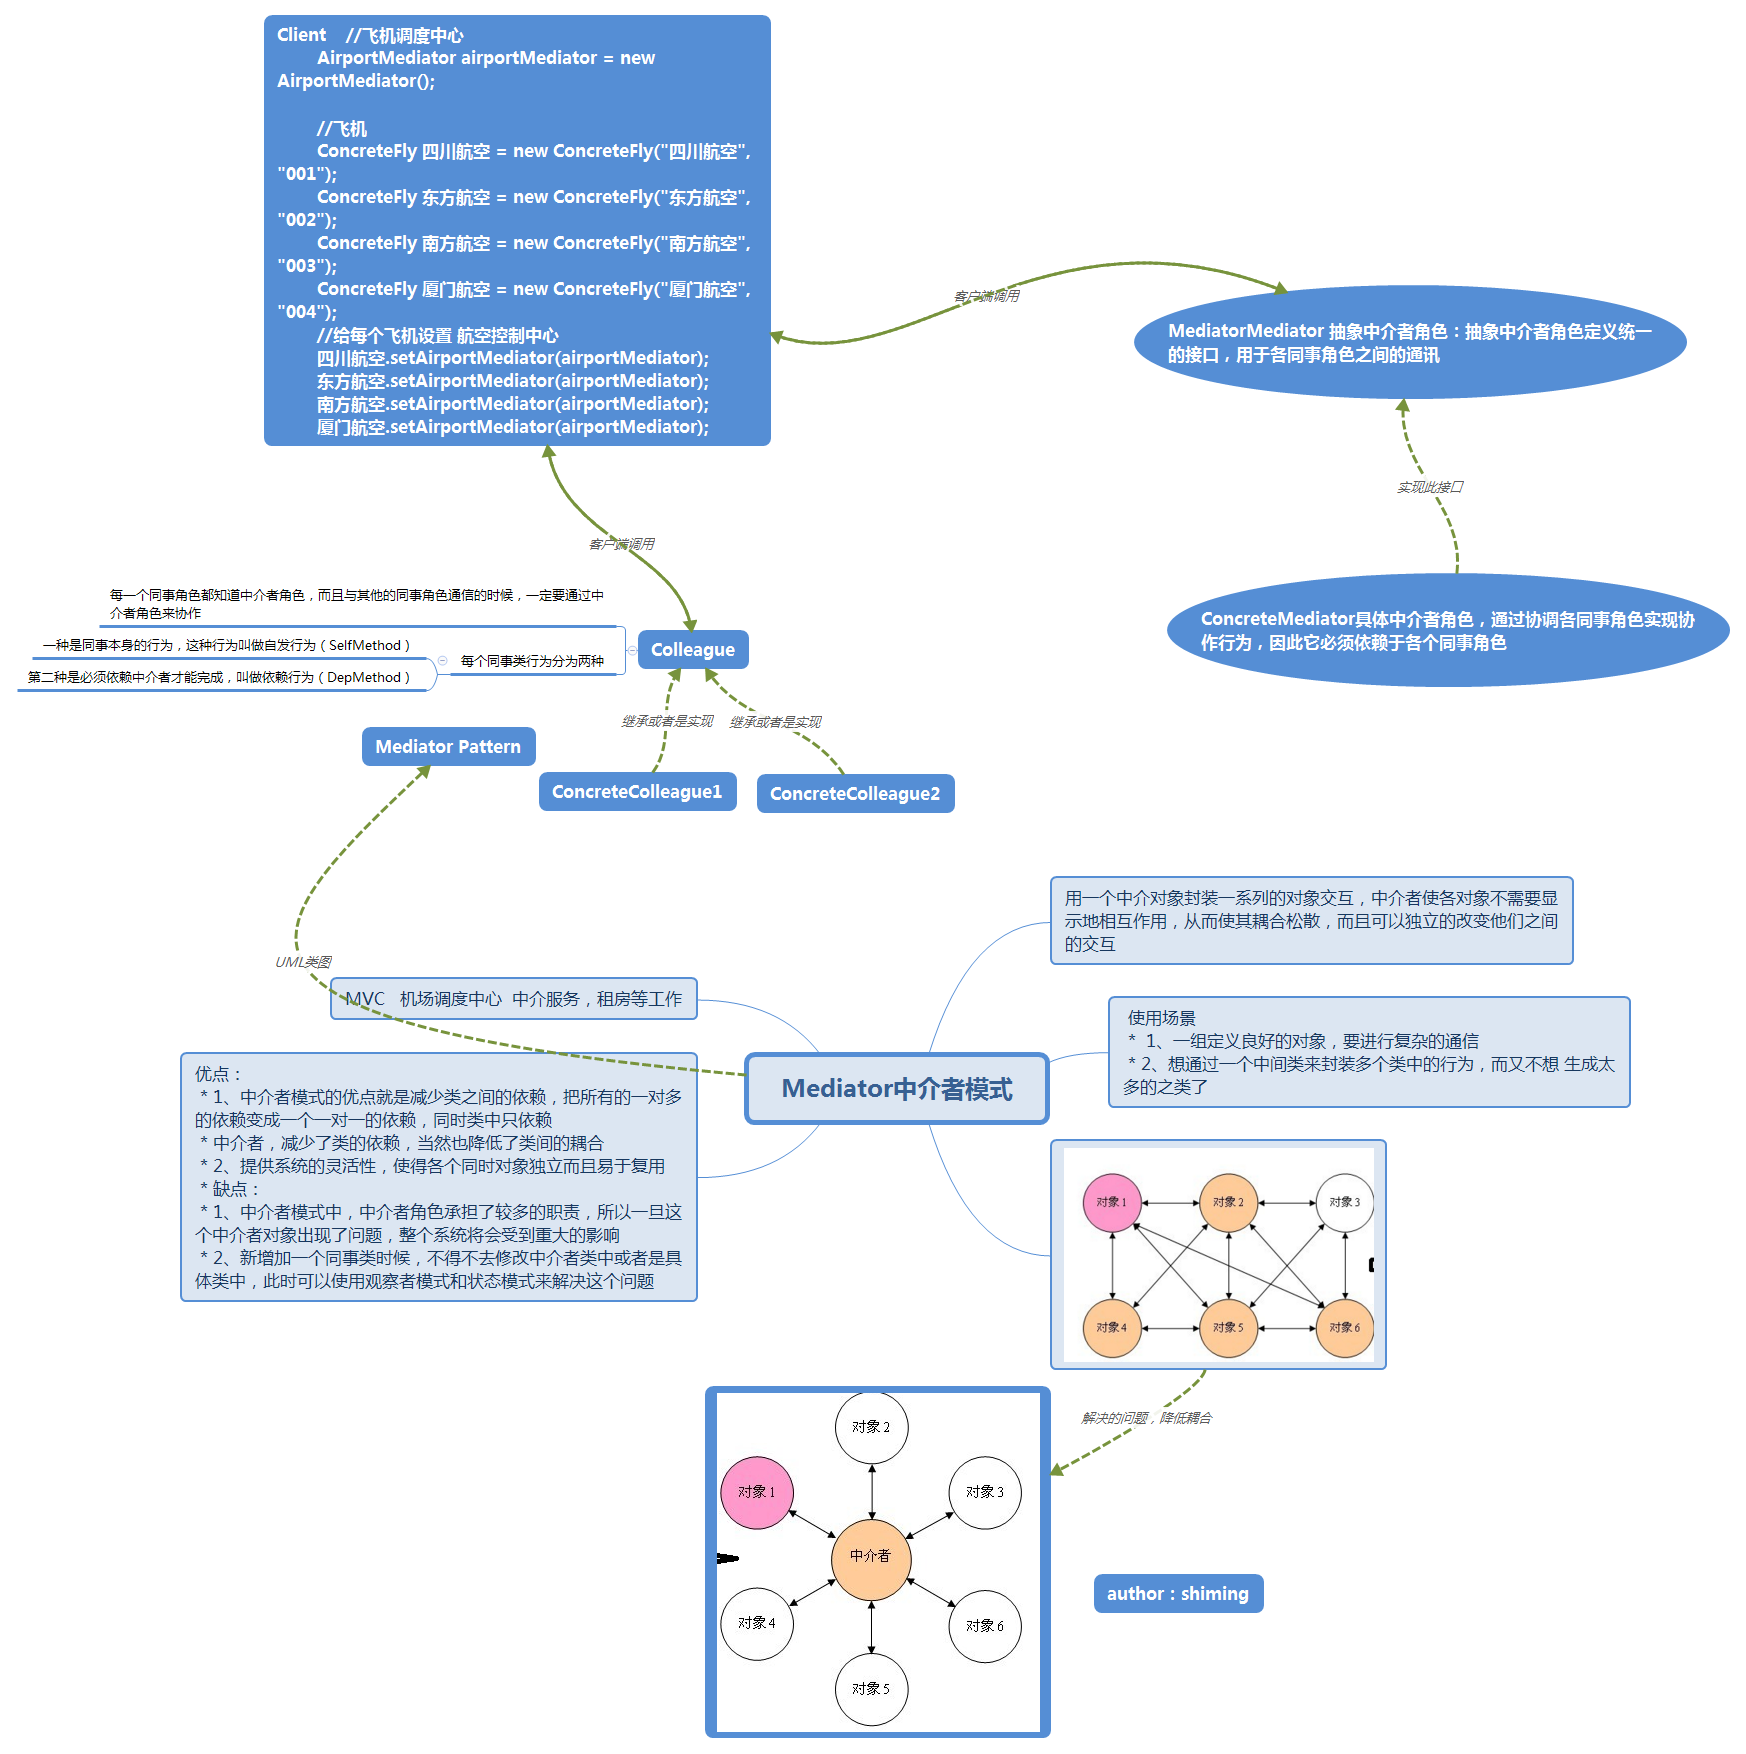 Client    //飞机调度中心
AirportMediator airportMediator = new
AirportMediator();
//飞机
ConcreteFly 四川航空 = new ConcreteFly("四川航空",
"001");
ConcreteFly 东方航空 = new ConcreteFly("东方航空",
"002");
ConcreteFly 南方航空 = new ConcreteFly("南方航空",
"003");
ConcreteFly 厦门航空 = new ConcreteFly("厦门航空",
"004");
//给每个飞机设置 航空控制中心
四川航空.setAirportMediator(airportMediator);
东方航空.setAirportMediator(airportMediator);
南方航空.setAirportMediator(airportMediator);
厦门航空.setAirportMediator(airportMediator);
客户端调用
MediatorMediator 抽象中介者角色：抽象中介者角色定义统一
的接口，用于各同事角色之间的通讯
实现此接口
ConcreteMediator具体中介者角色，通过协调各同事角色实现协
作行为，因此它必须依赖于各个同事角色
客户端调用
每一个同事角色都知道中介者角色，而且与其他的同事角色通信的时候，一定要通过中
介者角色来协作
一种是同事本身的行为，这种行为叫做自发行为（SelfMethod）
每个同事类行为分为两种
第二种是必须依赖中介者才能完成，叫做依赖行为（DepMethod）
Colleague
继承或者是实现
继承或者是实现
Mediator Pattern
ConcreteColleague1
ConcreteColleague2
UML类图
MVC   机场调度中心  中介服务，租房等工作
用一个中介对象封装一系列的对象交互，中介者使各对象不需要显
示地相互作用，从而使其耦合松散，而且可以独立的改变他们之间
的交互
使用场景
*  1、一组定义良好的对象，要进行复杂的通信
* 2、想通过一个中间类来封装多个类中的行为，而又不想 生成太
多的之类了
Mediator中介者模式
优点：
* 1、中介者模式的优点就是减少类之间的依赖，把所有的一对多
的依赖变成一个一对一的依赖，同时类中只依赖
* 中介者，减少了类的依赖，当然也降低了类间的耦合
* 2、提供系统的灵活性，使得各个同时对象独立而且易于复用
* 缺点：
* 1、中介者模式中，中介者角色承担了较多的职责，所以一旦这
个中介者对象出现了问题，整个系统将会受到重大的影响
* 2、新增加一个同事类时候，不得不去修改中介者类中或者是具
体类中，此时可以使用观察者模式和状态模式来解决这个问题
对象1
对象2
对象3
对象4
对象5
对象6
解决的问题，降低耦合
对象2
对象1
对象3
中介者
对象4
对象6
对象5
author：shiming